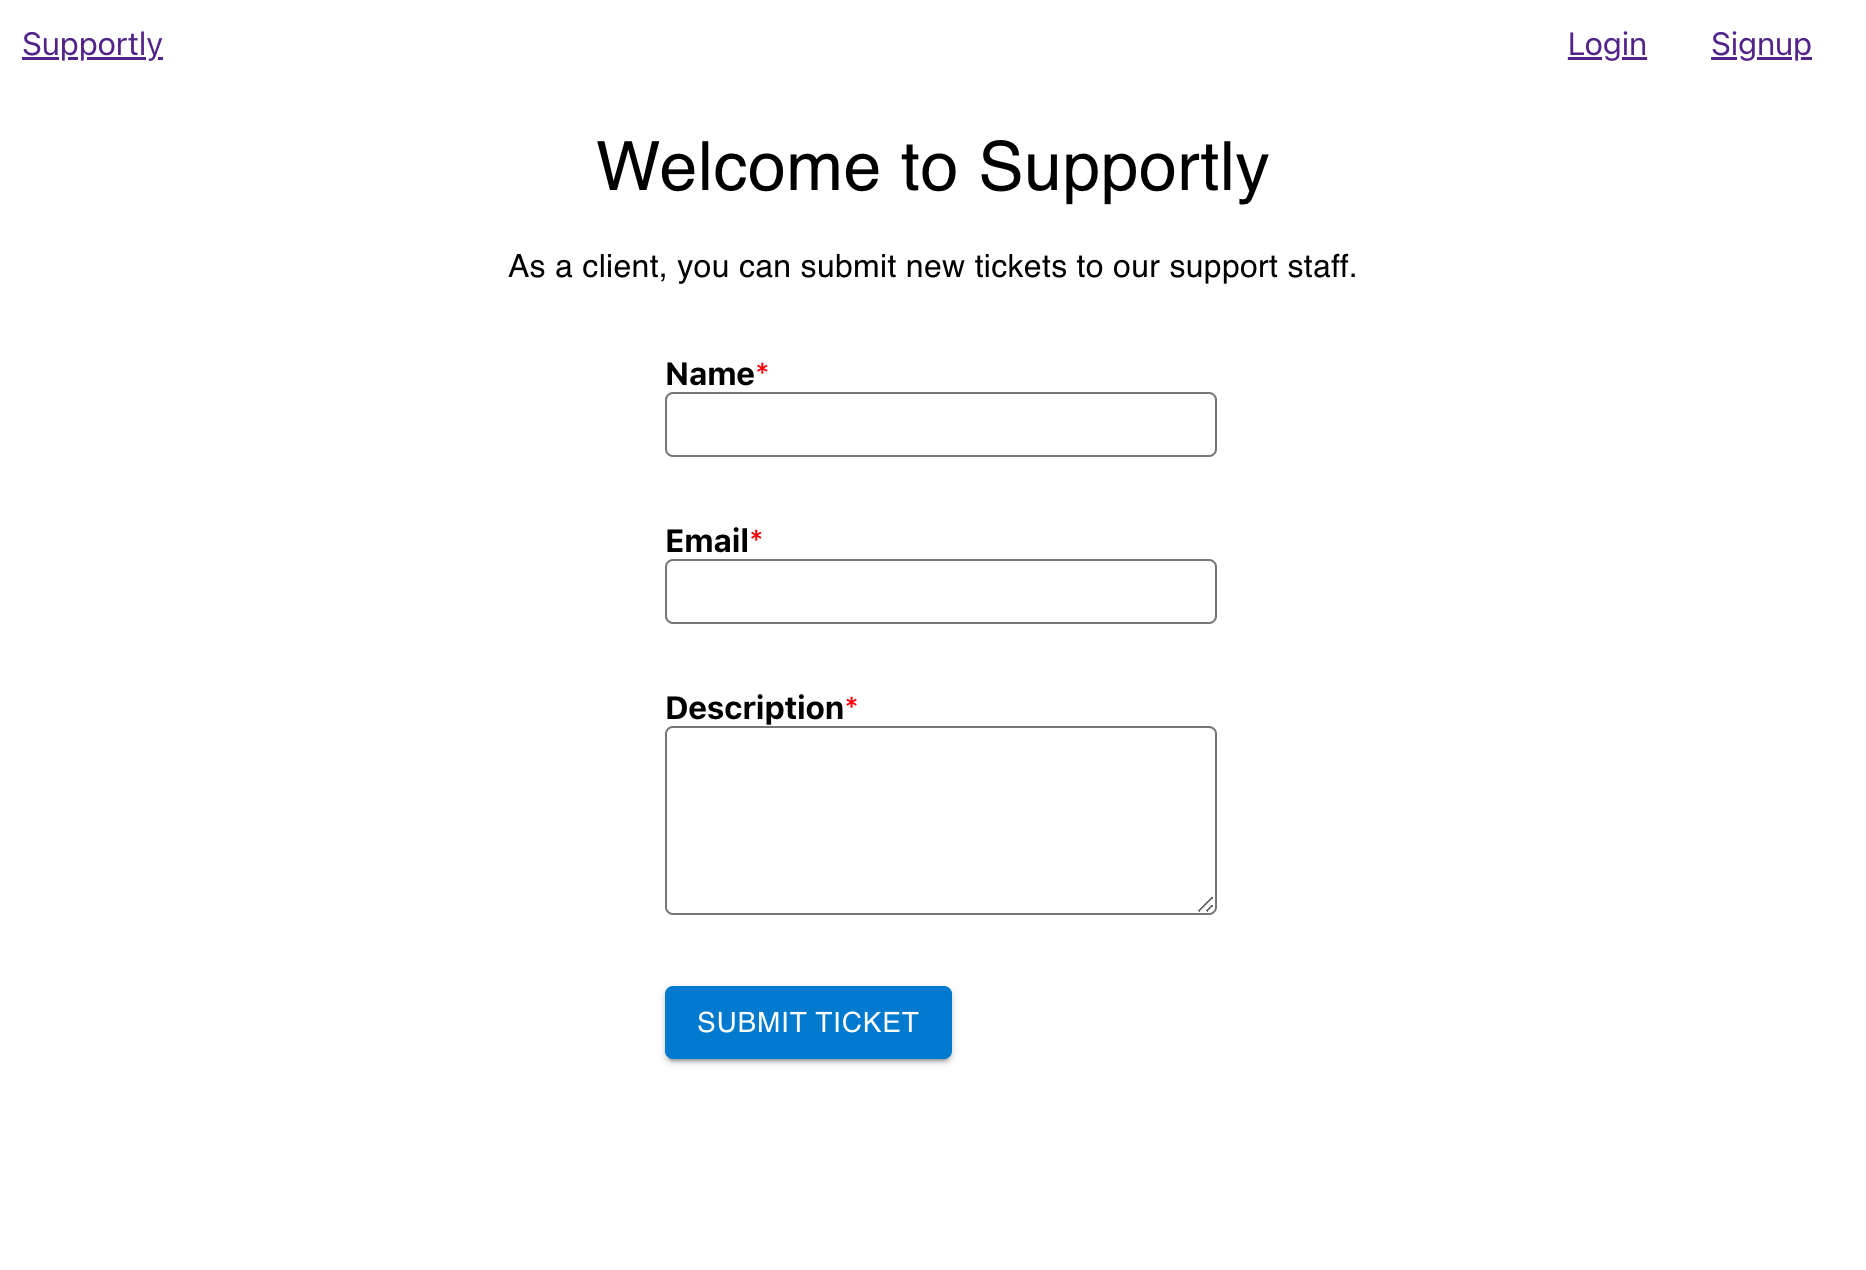 Supportly Login Signup
Welcome to Supportly
As a client, you can submit new tickets to our support staff.
Name*
Email*
Description*
SUBMIT TICKET